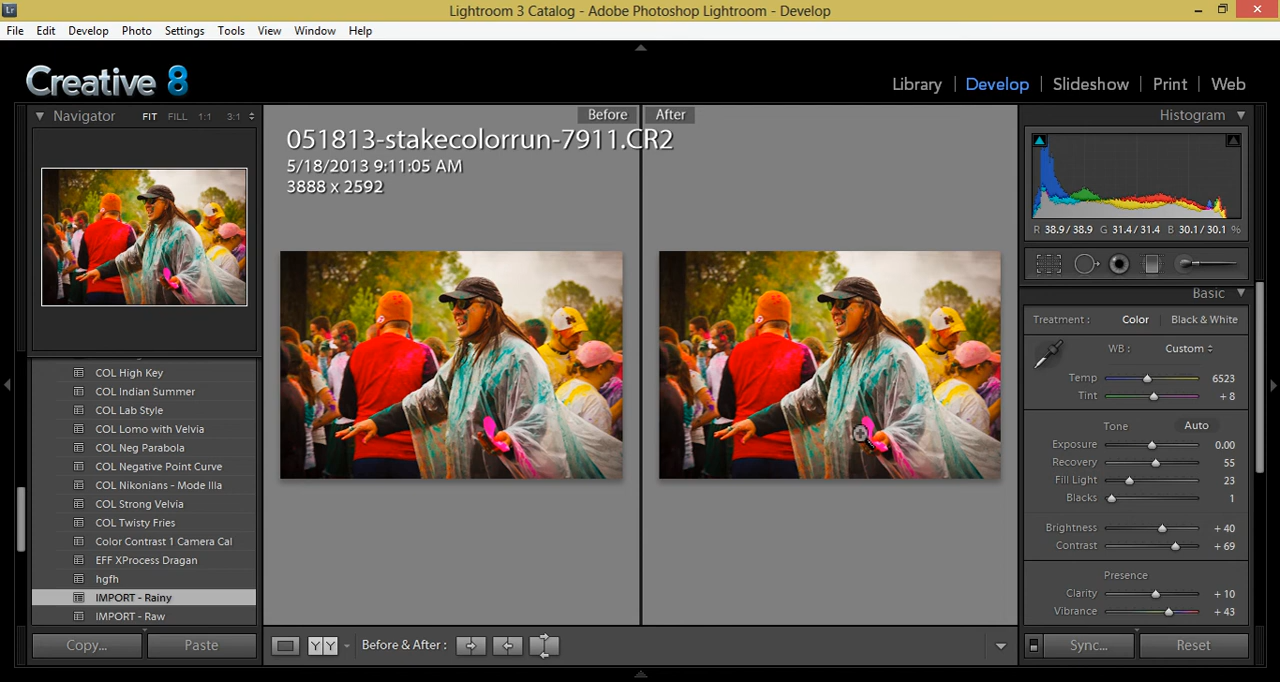 Lightroom 3 Catalog - Adobe Photoshop Lightroom - Develop
Lr
File Edit Develop Photo Settings Tools View Window Help
Creative 8
Library | Develop | Slideshow | Print | Web
Navigator FIT FILL 1:1 3:1
COL High Key
COL Indian Summer
COL Lab Style
COL Lomo with Velvia
COL Neg Parabola
COL Negative Point Curve
COL Nikonians - Mode IIIa
COL Strong Velvia
COL Twisty Fries
Color Contrast 1 Camera Cal
EFF XProcess Dragan
hgfh
IMPORT - Rainy
IMPORT - Raw
Copy... Paste
Before After
051813-stakecolorrun-7911.CR2
5/18/2013 9:11:05 AM
3888 x 2592
YY Before & After :
Histogram
R 38.9/38.9 G 31.4/31.4 B 30.1/30.1 %
Basic
Treatment : Color Black & White
WB : Custom
Temp 6523
Tint + 8
Tone Auto
Exposure 0.00
Recovery 55
Fill Light 23
Blacks 1
Brightness + 40
Contrast + 69
Presence
Clarity + 10
Vibrance + 43
Sync... Reset